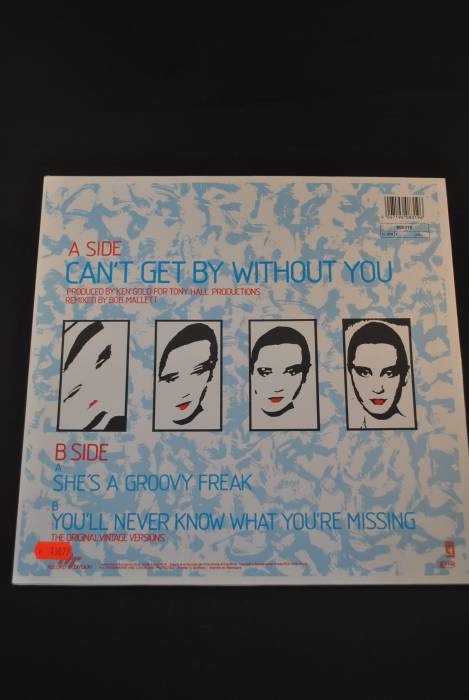 A SIDE
CAN'T GET BY WITHOUT YOU
PRODUCED BY KEN GOLD FOR TONY HALL PRODUCTIONS
REMIXED BY BOB MALLETT
B SIDE
A
SHE'S A GROOVY FREAK
B
YOU'LL NEVER KNOW WHAT YOU'RE MISSING
THE ORIGINAL VINTAGE VERSIONS